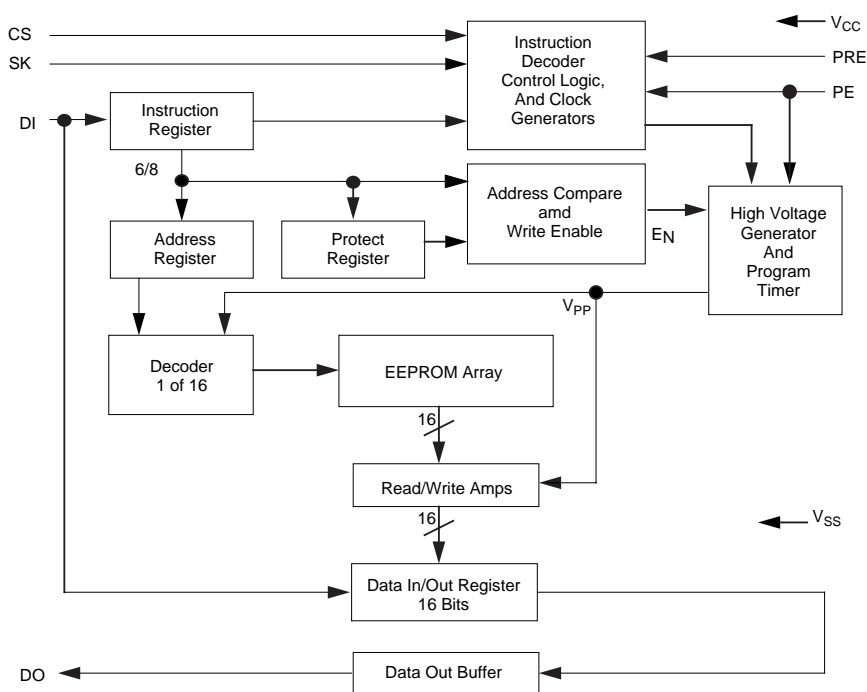 CS
SK
DI
Instruction
Decoder
Control Logic,
And Clock
Generators
VCC
PRE
PE
Instruction
Register
6/8
Address
Register
Protect
Register
Address Compare
amd
Write Enable
EN
High Voltage
Generator
And
Program
Timer
VPP
Decoder
1 of 16
EEPROM Array
16
Read/Write Amps
16
VSS
Data In/Out Register
16 Bits
DO
Data Out Buffer